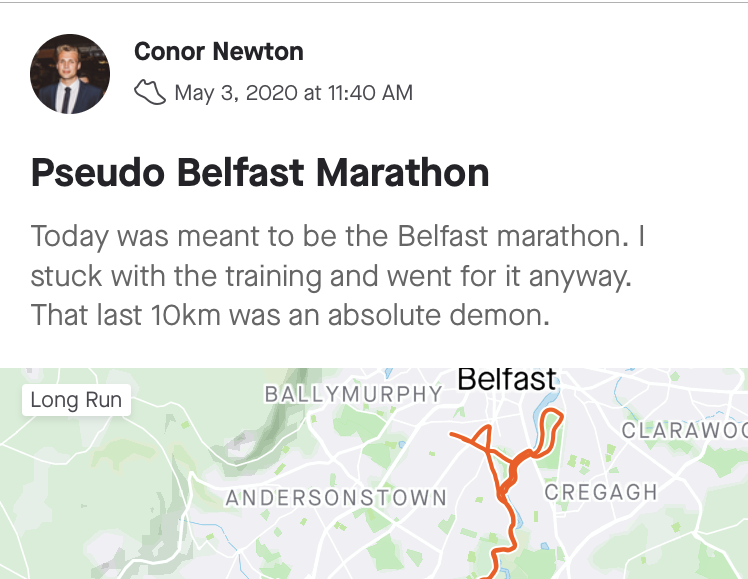 Conor Newton
May 3, 2020 at 11:40 AM
Pseudo Belfast Marathon
Today was meant to be the Belfast marathon. I
stuck with the training and went for it anyway.
That last 10km was an absolute demon.
Belfast
BALLYMURPHY
Long Run
CLARAWOO
ANDERSONSTOWN
CREGAGH